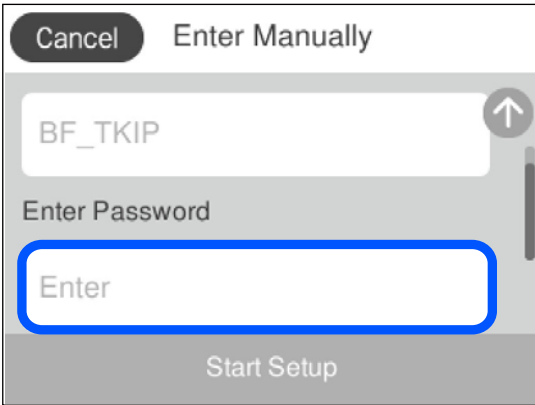 Cancel Enter Manually
BF_TKIP
Enter Password
Enter
Start Setup